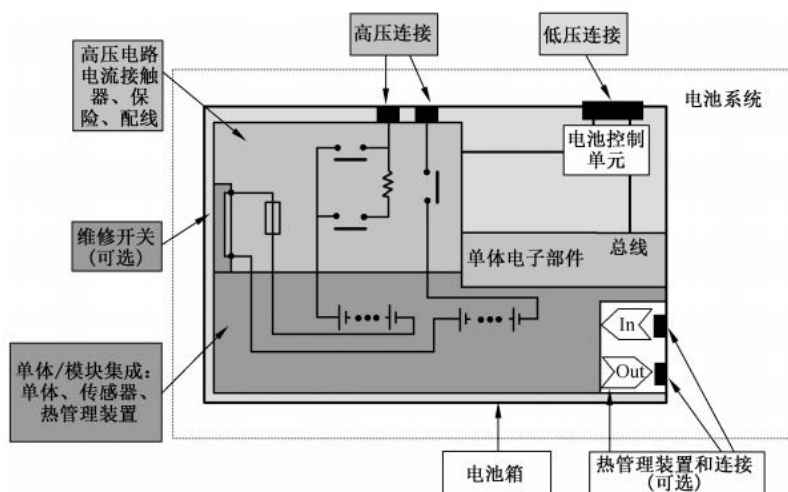 高压电路
电流接触
器、保
险、配线
高压连接
低压连接
电池系统
电池控制
单元
维修开关
(可选)
单体电子部件
总线
单体/模块集成：
单体、传感器、
热管理装置
In
Out
电池箱
热管理装置和连接
(可选)